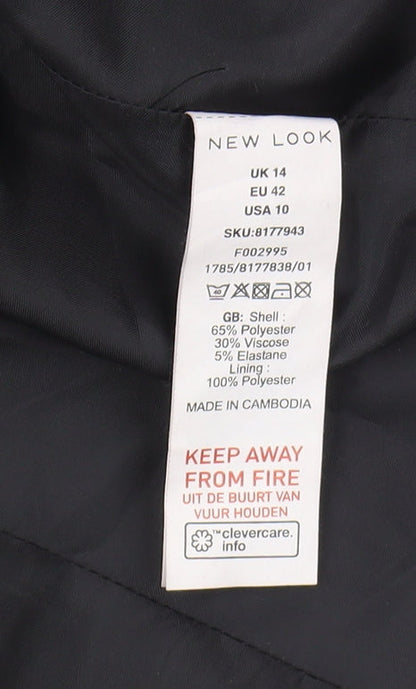 NEW LOOK
UK 14
EU 42
USA 10
SKU:8177943
F002995
1785/8177838/01
40
GB: Shell :
65% Polyester
30% Viscose
5% Elastane
Lining :
100% Polyester
MADE IN CAMBODIA
KEEP AWAY
FROM FIRE
UIT DE BUURT VAN
VUUR HOUDEN
™clevercare.
info